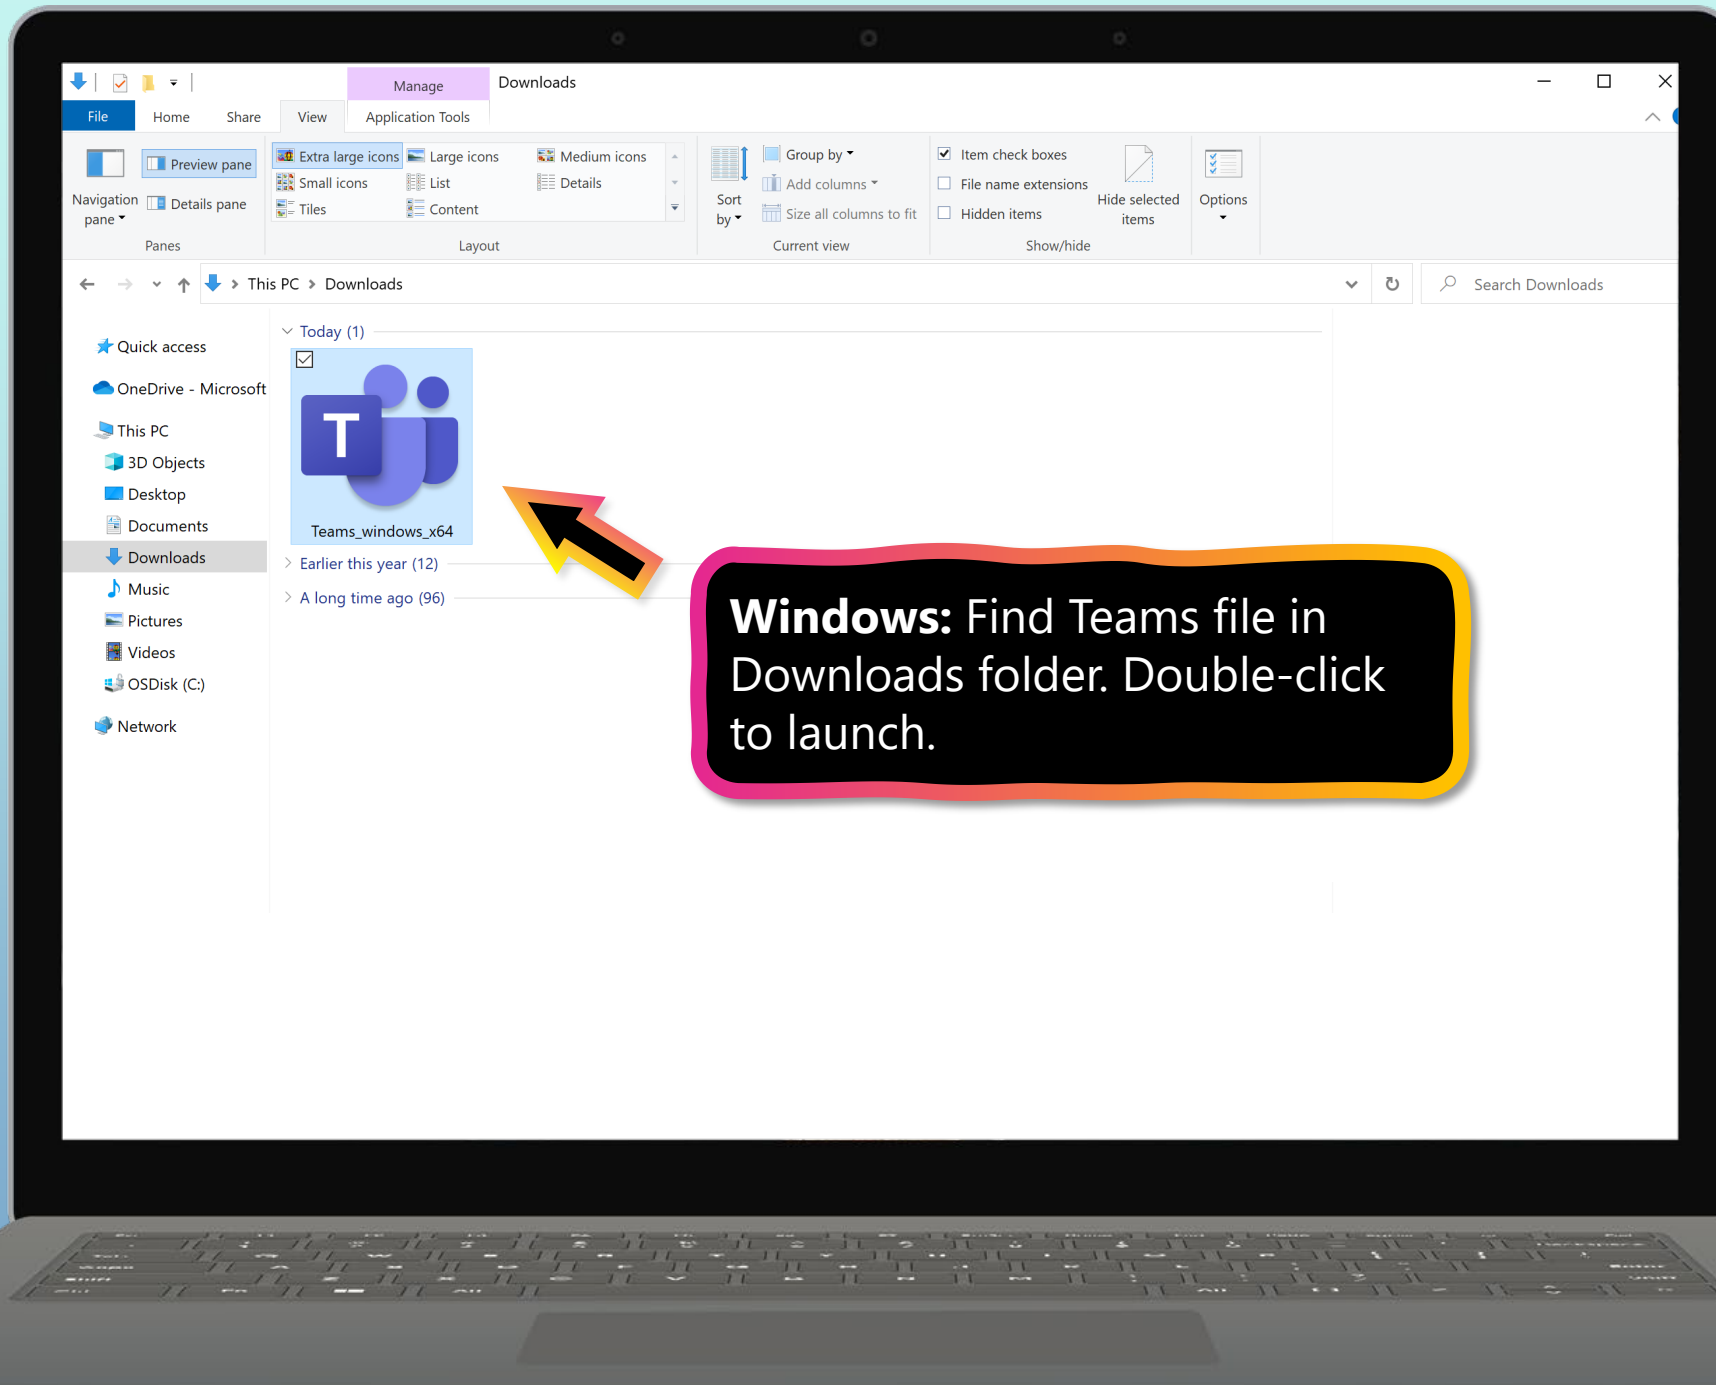 Manage
Downloads
File
Home
Share
View
Application Tools
Navigation pane
Preview pane
Details pane
Panes
Extra large icons
Large icons
Medium icons
Small icons
List
Details
Tiles
Content
Layout
Sort by
Group by
Add columns
Size all columns to fit
Current view
Item check boxes
File name extensions
Hidden items
Hide selected items
Show/hide
Options
This PC
Downloads
Search Downloads
Quick access
OneDrive - Microsoft
This PC
3D Objects
Desktop
Documents
Downloads
Music
Pictures
Videos
OSDisk (C:)
Network
Today (1)
T
Teams_windows_x64
Earlier this year (12)
A long time ago (96)
Windows: Find Teams file in
Downloads folder. Double-click
to launch.